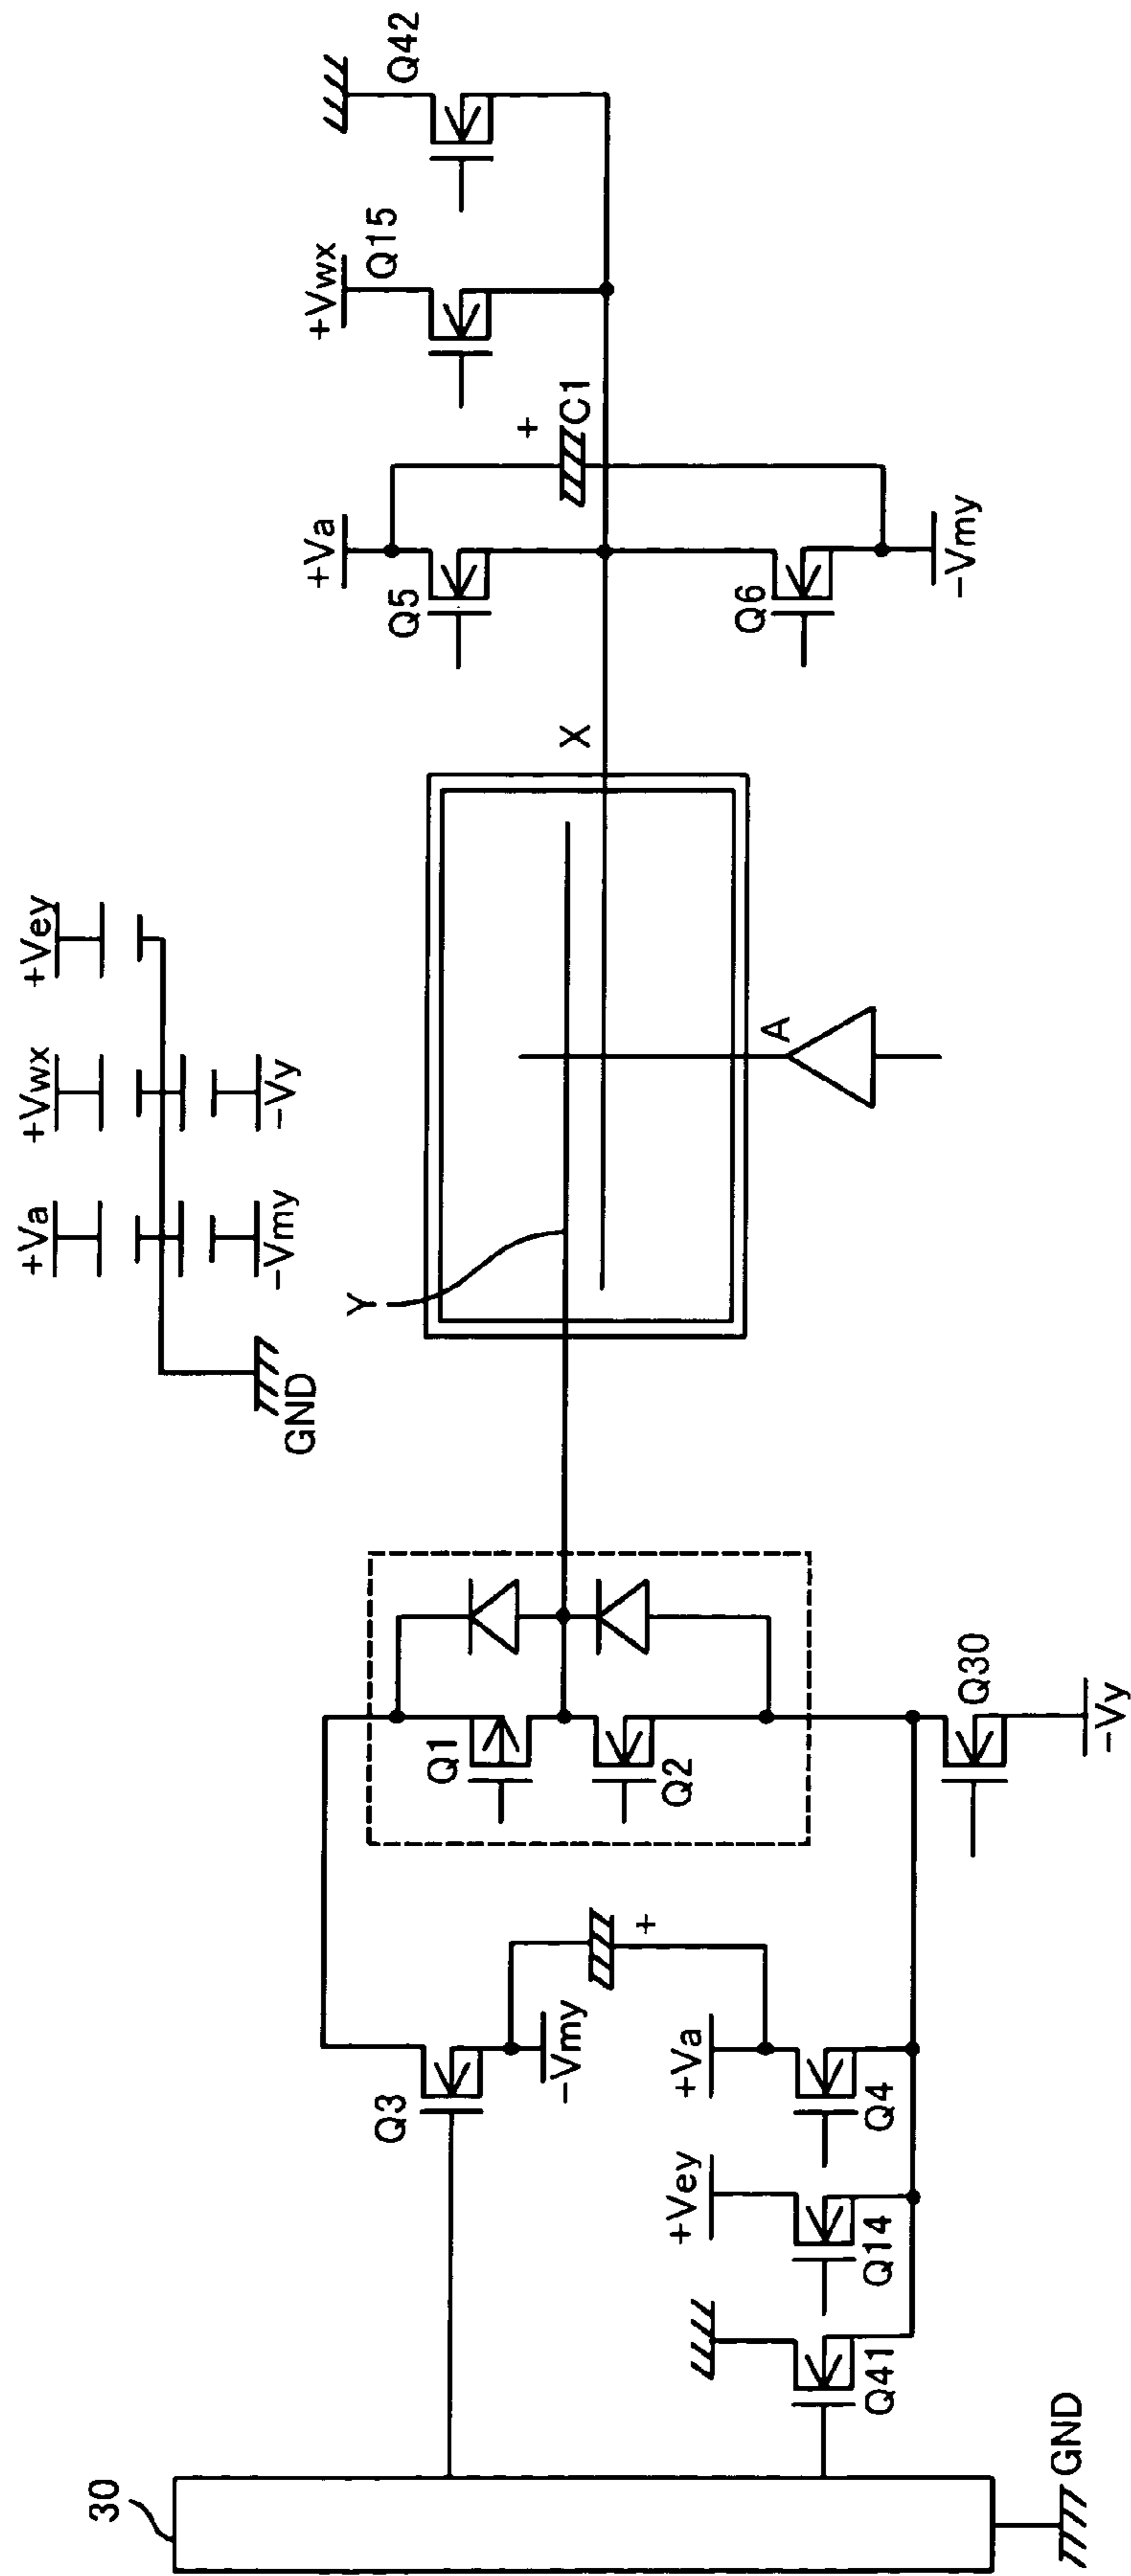 +Va
+Vwx
+Vey
-Vmy
-Vy
GND
Y
X
A
+Va
+Vwx
Q5
Q15
Q42
+
C1
Q6
-Vmy
Q1
Q2
Q3
-Vmy
+
+Va
+Vey
Q4
Q14
Q41
Q30
-Vy
30
GND